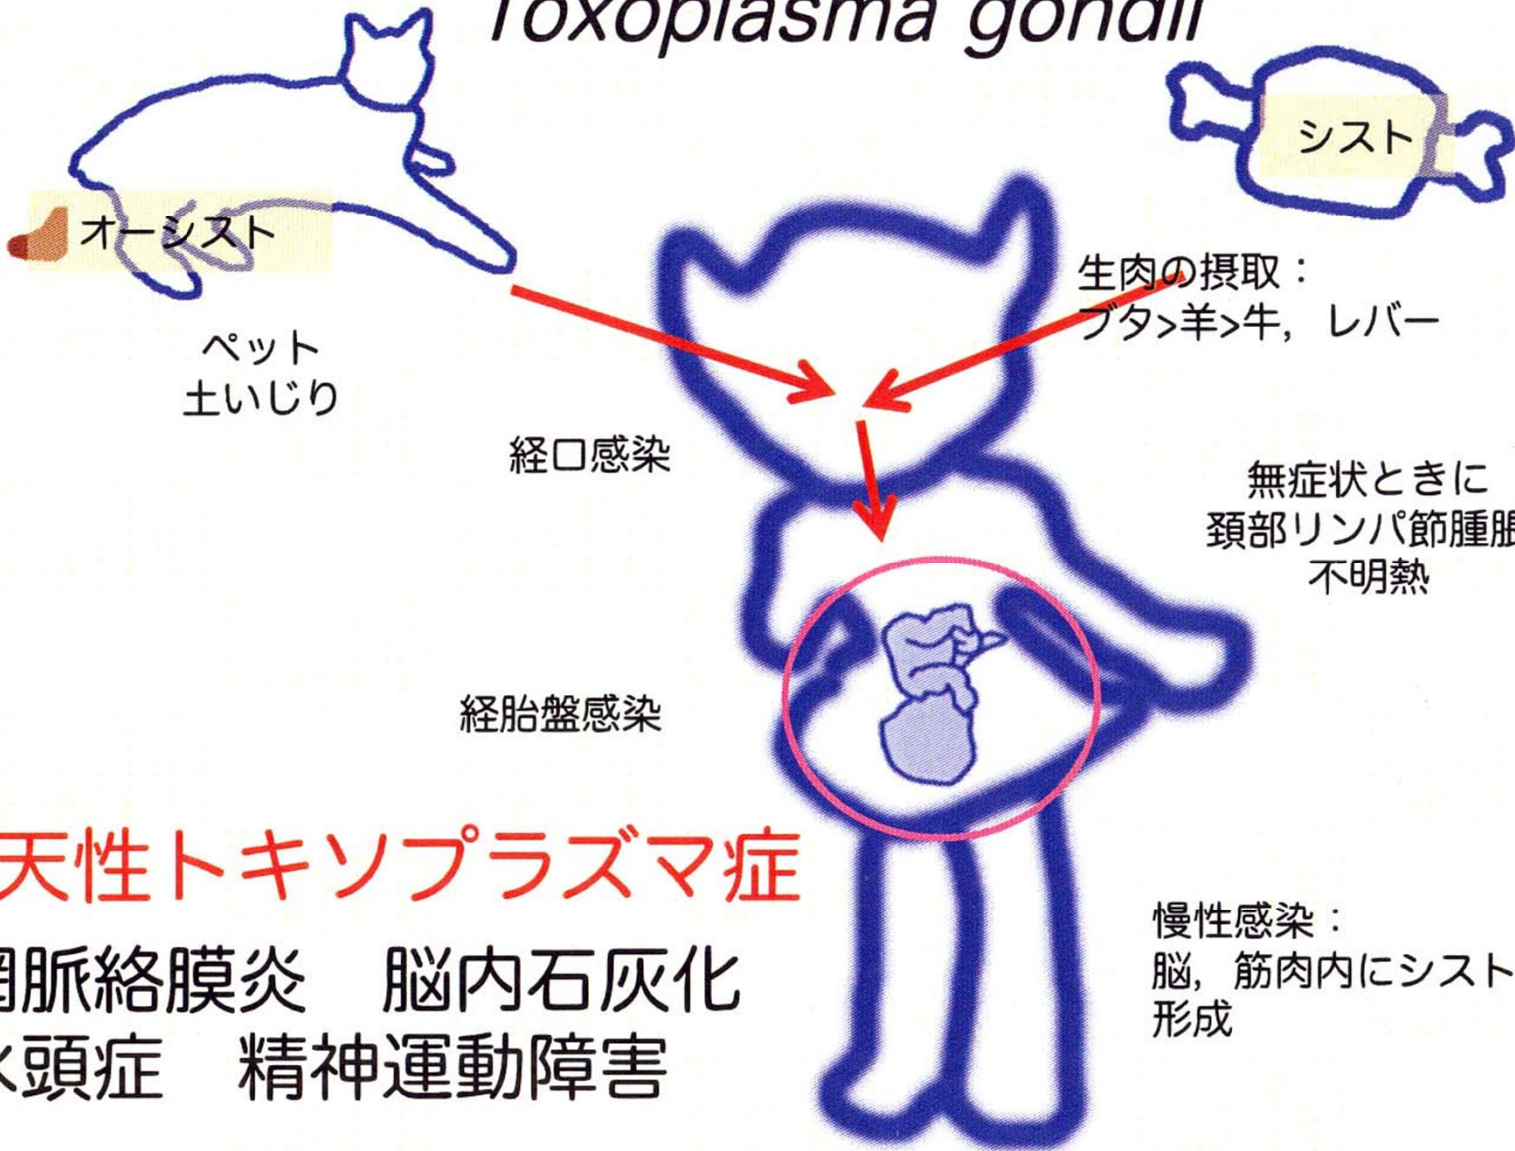 Toxoplasma gondii
シスト
オーシスト
生肉の摂取：
ブタ>羊>牛，レバー
ペット
土いじり
経口感染
無症状ときに
頚部リンパ節腫脹
不明熱
経胎盤感染
天性トキソプラズマ症
網脈絡膜炎　脳内石灰化
水頭症　精神運動障害
慢性感染：
脳，筋肉内にシスト
形成